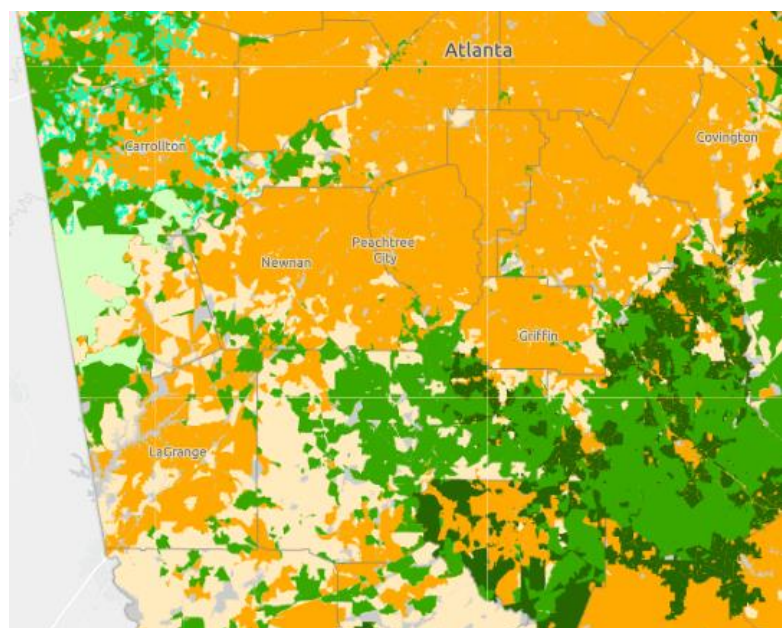 Atlanta
Carrollton
Covington
Peachtree
City
Newnan
Griffin
LaGrange